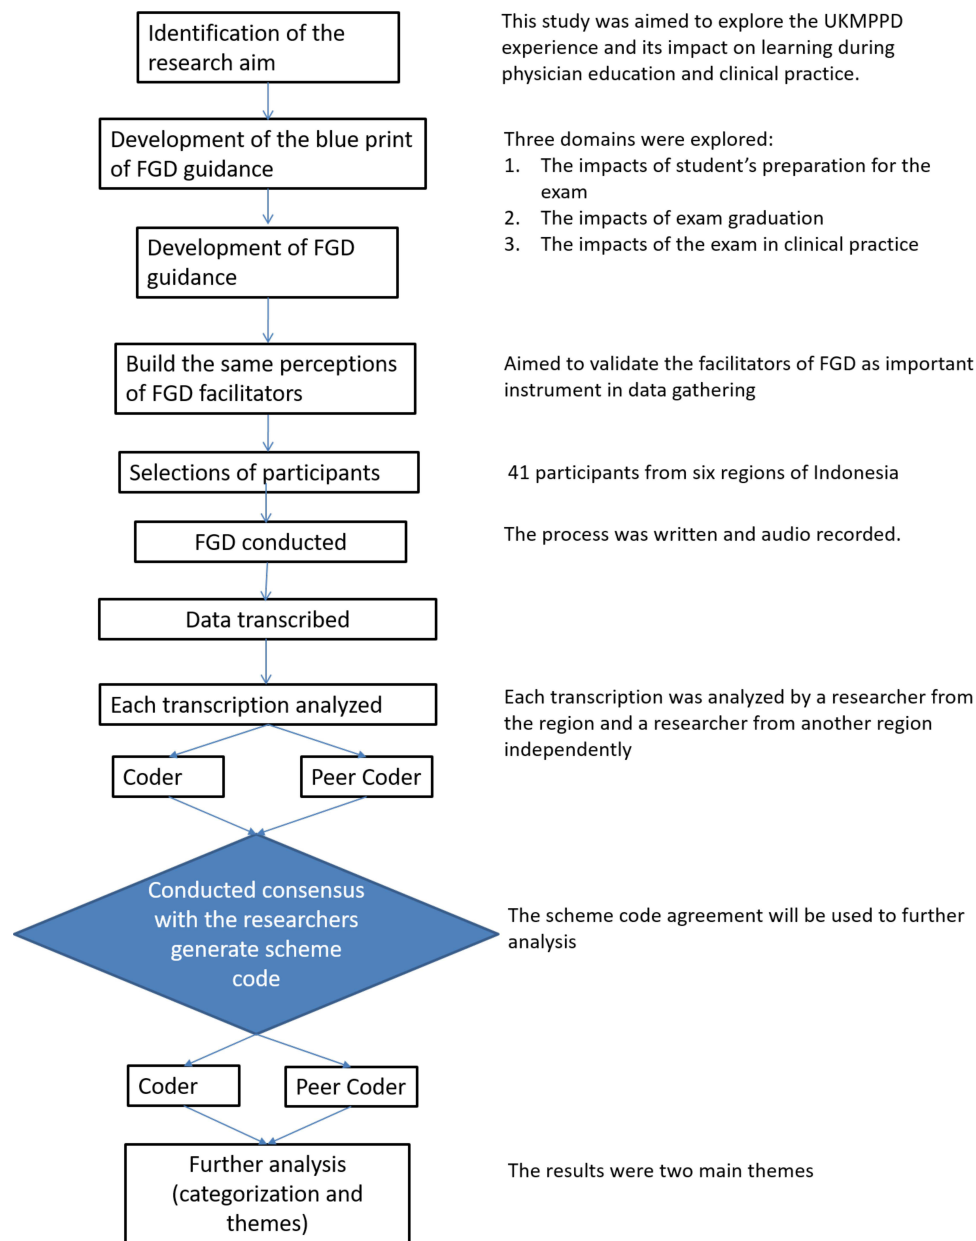 Identification of the
research aim
This study was aimed to explore the UKMPPD
experience and its impact on learning during
physician education and clinical practice.
Development of the blue print
of FGD guidance
Three domains were explored:
1. The impacts of student's preparation for the
exam
2. The impacts of exam graduation
3. The impacts of the exam in clinical practice
Development of FGD
guidance
Build the same perceptions
of FGD facilitators
Aimed to validate the facilitators of FGD as important
instrument in data gathering
Selections of participants
41 participants from six regions of Indonesia
FGD conducted
The process was written and audio recorded.
Data transcribed
Each transcription analyzed
Each transcription was analyzed by a researcher from
the region and a researcher from another region
independently
Coder
Peer Coder
Conducted consensus
with the researchers
generate scheme
code
The scheme code agreement will be used to further
analysis
Coder
Peer Coder
Further analysis
(categorization and
themes)
The results were two main themes